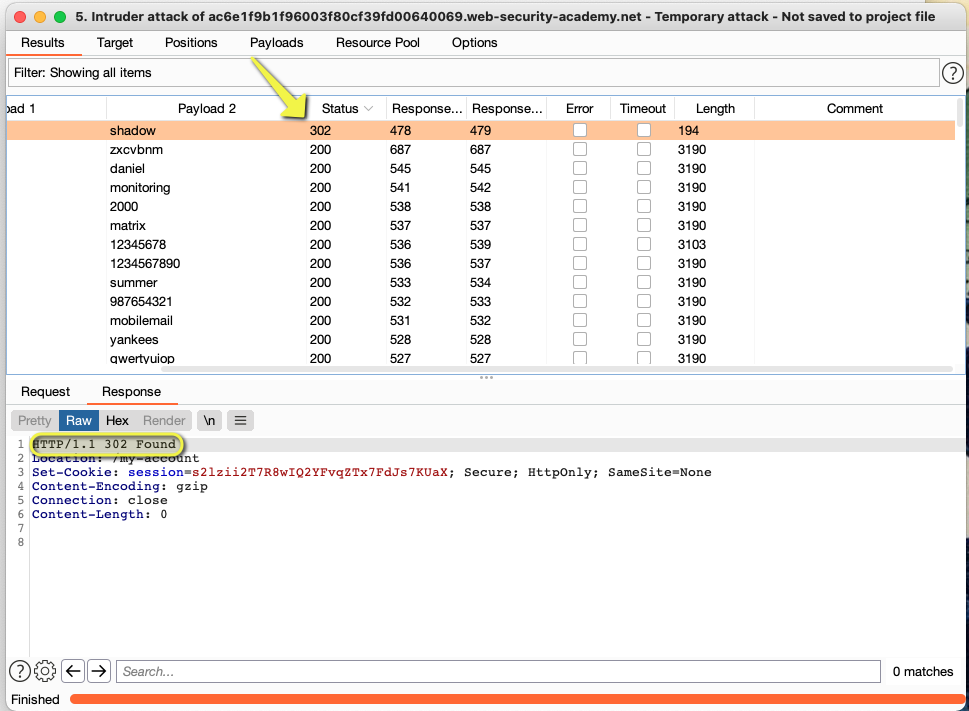 5. Intruder attack of ac6e1f9b1f96003f80cf39fd00640069.web-security-academy.net - Temporary attack - Not saved to project file
Results Target Positions Payloads Resource Pool Options
Filter: Showing all items ?
oad 1 Payload 2 Status Response... Response... Error Timeout Length Comment
shadow 302 478 479 194
zxcvbnm 200 687 687 3190
daniel 200 545 545 3190
monitoring 200 541 542 3190
2000 200 538 538 3190
matrix 200 537 537 3190
12345678 200 536 539 3103
1234567890 200 536 537 3190
summer 200 533 534 3190
987654321 200 532 533 3190
mobilemail 200 531 532 3190
yankees 200 528 528 3190
qwertyuiop 200 527 527 3190
Request Response
Pretty Raw Hex Render \n
1 HTTP/1.1 302 Found
2 Location: /my-account
3 Set-Cookie: session=s2lzii2T7R8wIQ2YFvqZTx7FdJs7KUaX; Secure; HttpOnly; SameSite=None
4 Content-Encoding: gzip
5 Connection: close
6 Content-Length: 0
7
8
? Search... 0 matches
Finished